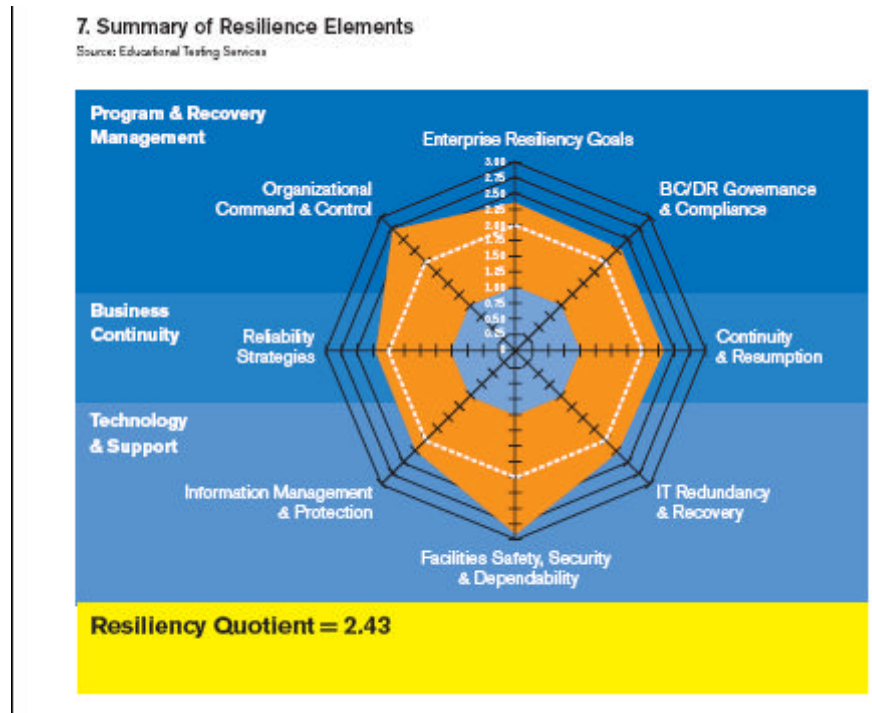 7. Summary of Resilience Elements
Source: Educational Testing Services
Program & Recovery
Management
Enterprise Resiliency Goals
Organizational
Command & Control
BC/DR Governance
& Compliance
3.00
2.75
2.50
2.25
2.00
1.75
1.50
1.25
1.00
0.75
0.50
0.25
0
Business
Continuity
Reliability
Strategies
Continuity
& Resumption
Technology
& Support
Information Management
& Protection
IT Redundancy
& Recovery
Facilities Safety, Security
& Dependability
Resiliency Quotient = 2.43